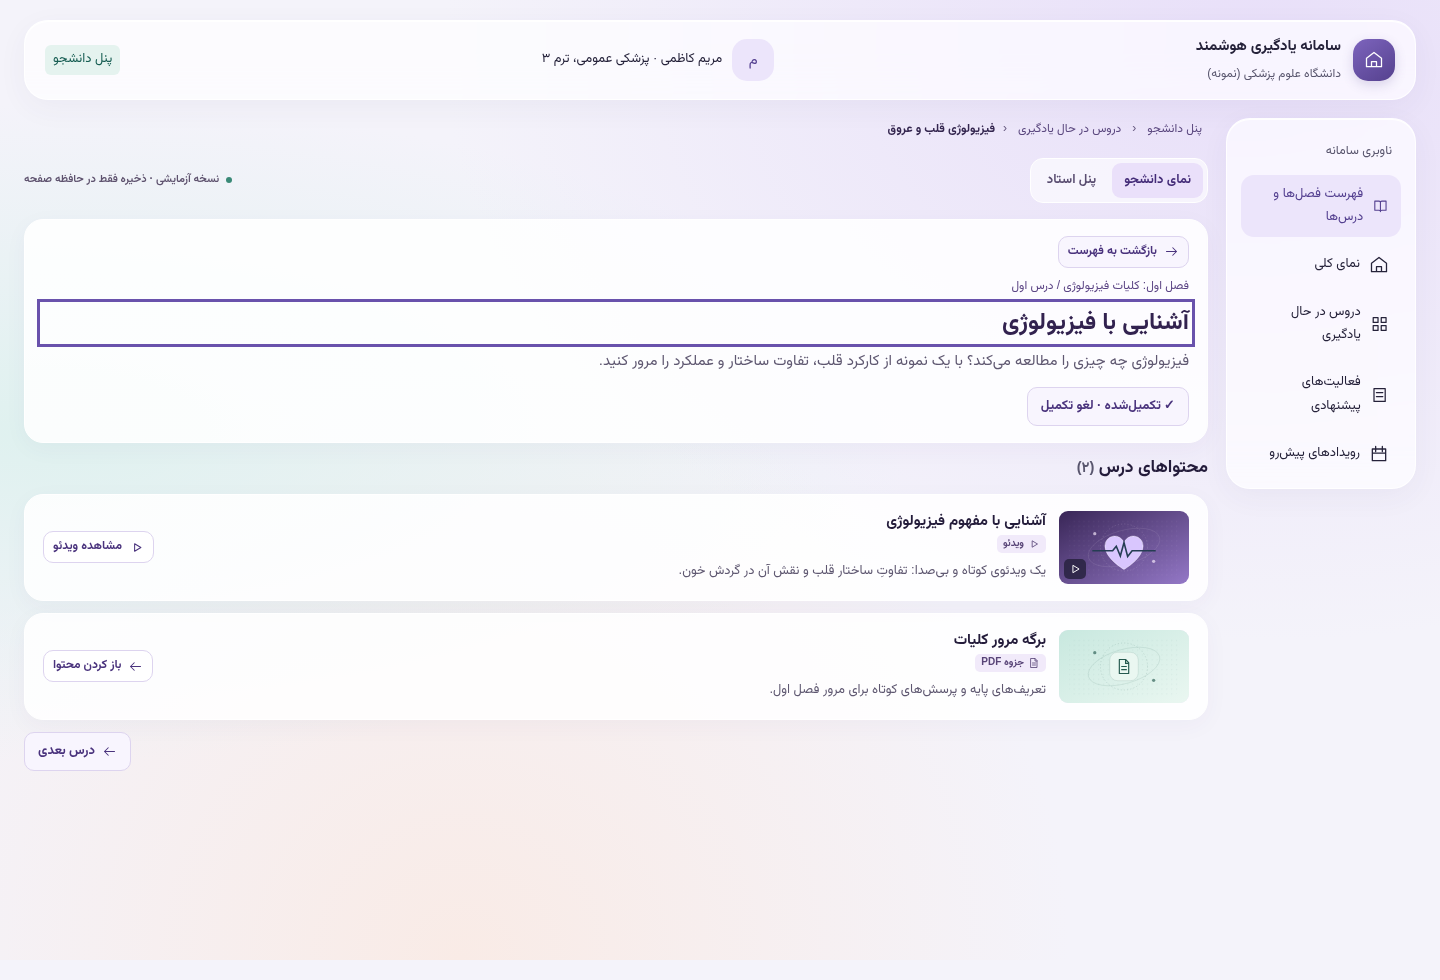 سامانه یادگیری هوشمند
دانشگاه علوم پزشکی (نمونه)
م
مریم کاظمی · پزشکی عمومی، ترم ۳
پنل دانشجو
ناوبری سامانه
فهرست فصل‌ها و
درس‌ها
نمای کلی
دروس در حال
یادگیری
فعالیت‌های
پیشنهادی
رویدادهای پیش‌رو
پنل دانشجو › دروس در حال یادگیری › فیزیولوژی قلب و عروق
نمای دانشجو
پنل استاد
نسخه آزمایشی · ذخیره فقط در حافظه صفحه
بازگشت به فهرست
فصل اول: کلیات فیزیولوژی / درس اول
آشنایی با فیزیولوژی
فیزیولوژی چه چیزی را مطالعه می‌کند؟ با یک نمونه از کارکرد قلب، تفاوت ساختار و عملکرد را مرور کنید.
✓ تکمیل‌شده · لغو تکمیل
محتواهای درس (۲)
آشنایی با مفهوم فیزیولوژی
ویدئو
یک ویدئوی کوتاه و بی‌صدا: تفاوتِ ساختار قلب و نقش آن در گردش خون.
مشاهده ویدئو
برگه مرور کلیات
جزوه PDF
تعریف‌های پایه و پرسش‌های کوتاه برای مرور فصل اول.
باز کردن محتوا
درس بعدی